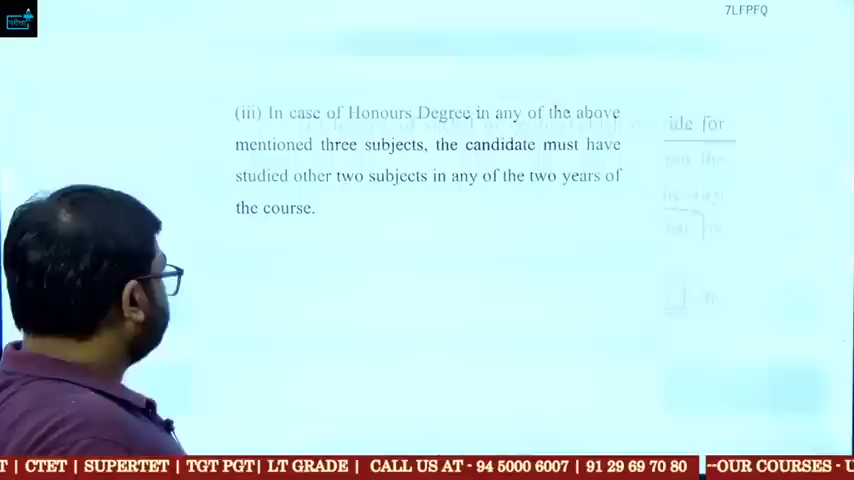 परीक्षा
7LFPFQ
(iii) In case of Honours Degree in any of the above
mentioned three subjects, the candidate must have
studied other two subjects in any of the two years of
the course.
ide for
T | CTET | SUPERTET | TGT PGT| LT GRADE | CALL US AT - 94 5000 6007 | 91 29 69 70 80 --OUR COURSES - U